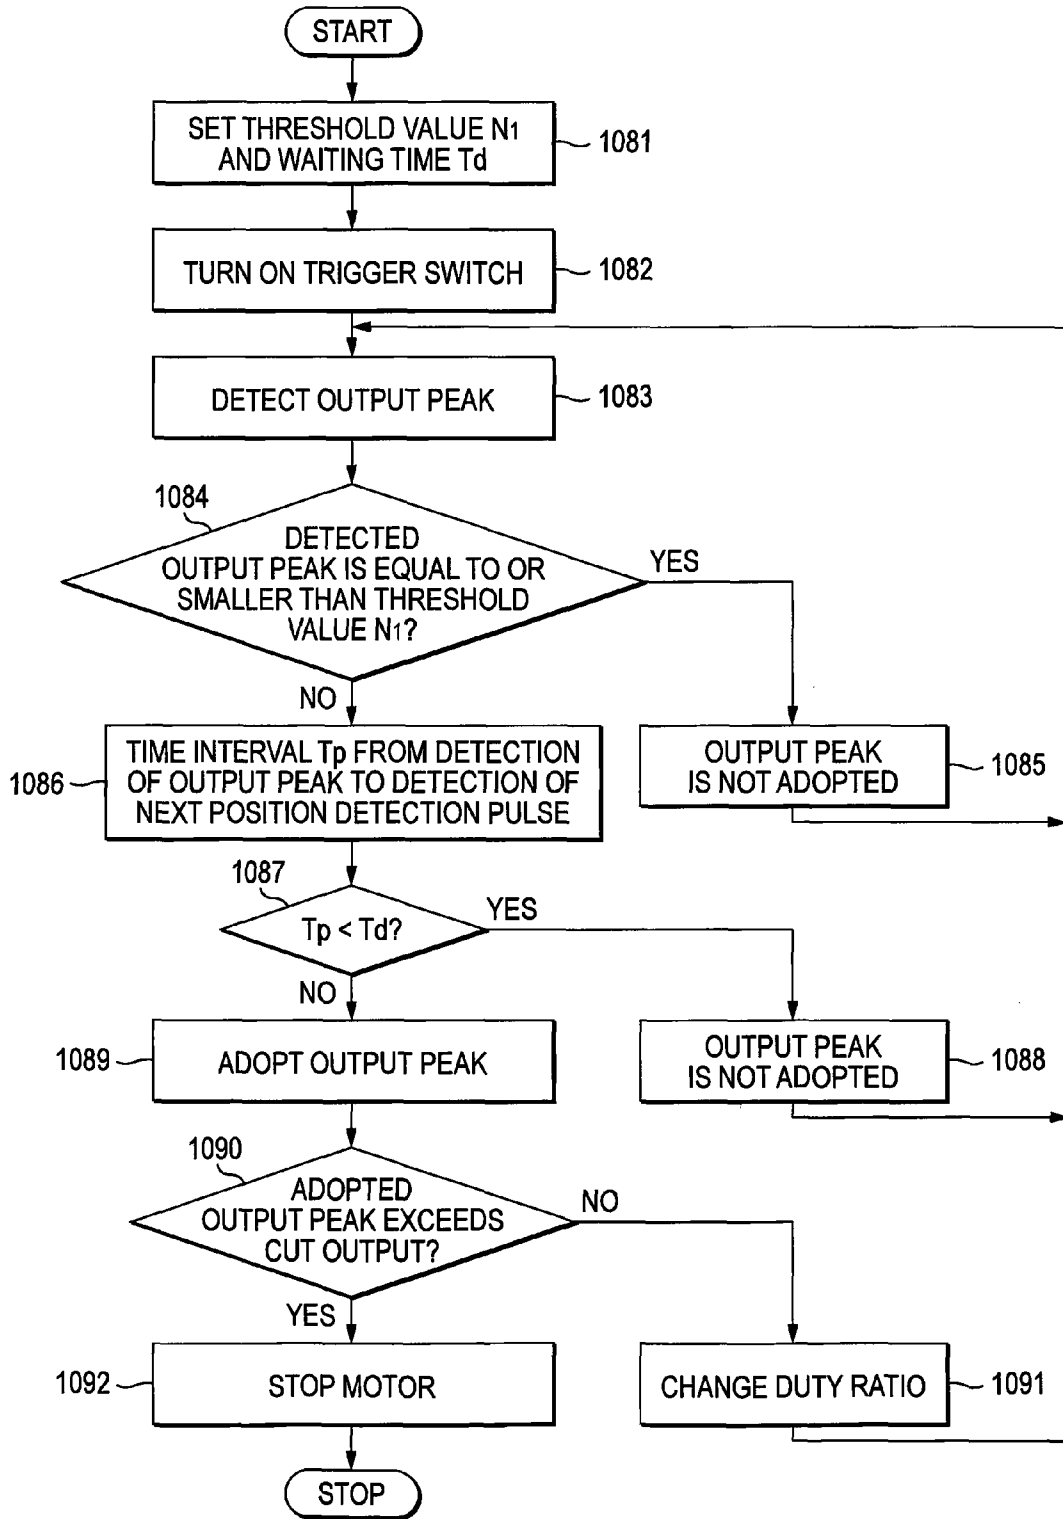 START
SET THRESHOLD VALUE N1
AND WAITING TIME Td
1081
TURN ON TRIGGER SWITCH
1082
DETECT OUTPUT PEAK
1083
1084
DETECTED
OUTPUT PEAK IS EQUAL TO OR
SMALLER THAN THRESHOLD
VALUE N1?
YES
NO
1086
TIME INTERVAL Tp FROM DETECTION
OF OUTPUT PEAK TO DETECTION OF
NEXT POSITION DETECTION PULSE
OUTPUT PEAK
IS NOT ADOPTED
1085
1087
Tp < Td?
YES
NO
1089
ADOPT OUTPUT PEAK
OUTPUT PEAK
IS NOT ADOPTED
1088
1090
ADOPTED
OUTPUT PEAK EXCEEDS
CUT OUTPUT?
NO
YES
1092
STOP MOTOR
CHANGE DUTY RATIO
1091
STOP